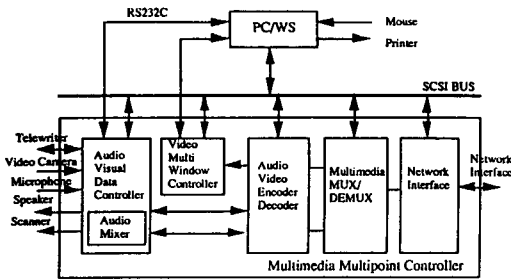 RS232C
PC/WS
Mouse
Printer
SCSI BUS
Telewriter
Video Camera
Microphone
Speaker
Scanner
Audio
Visual
Data
Controller
Audio
Mixer
Video
Multi
Window
Controller
Audio
Video
Encoder
Decoder
Multimedia
MUX/
DEMUX
Network
Interface
Network
Interface
Multimedia Multipoint Controller